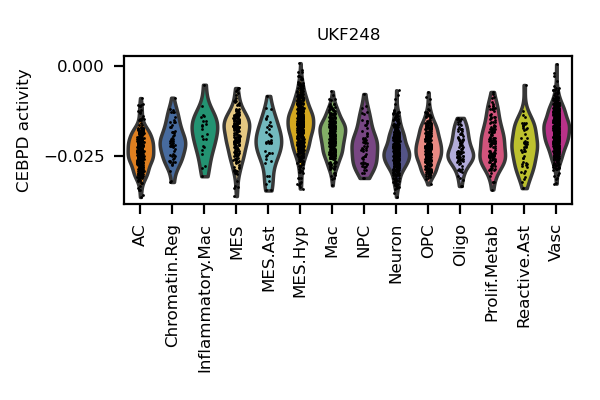 UKF248
CEBPD activity
0.000
−0.025
AC
Chromatin.Reg
Inflammatory.Mac
MES
MES.Ast
MES.Hyp
Mac
NPC
Neuron
OPC
Oligo
Prolif.Metab
Reactive.Ast
Vasc